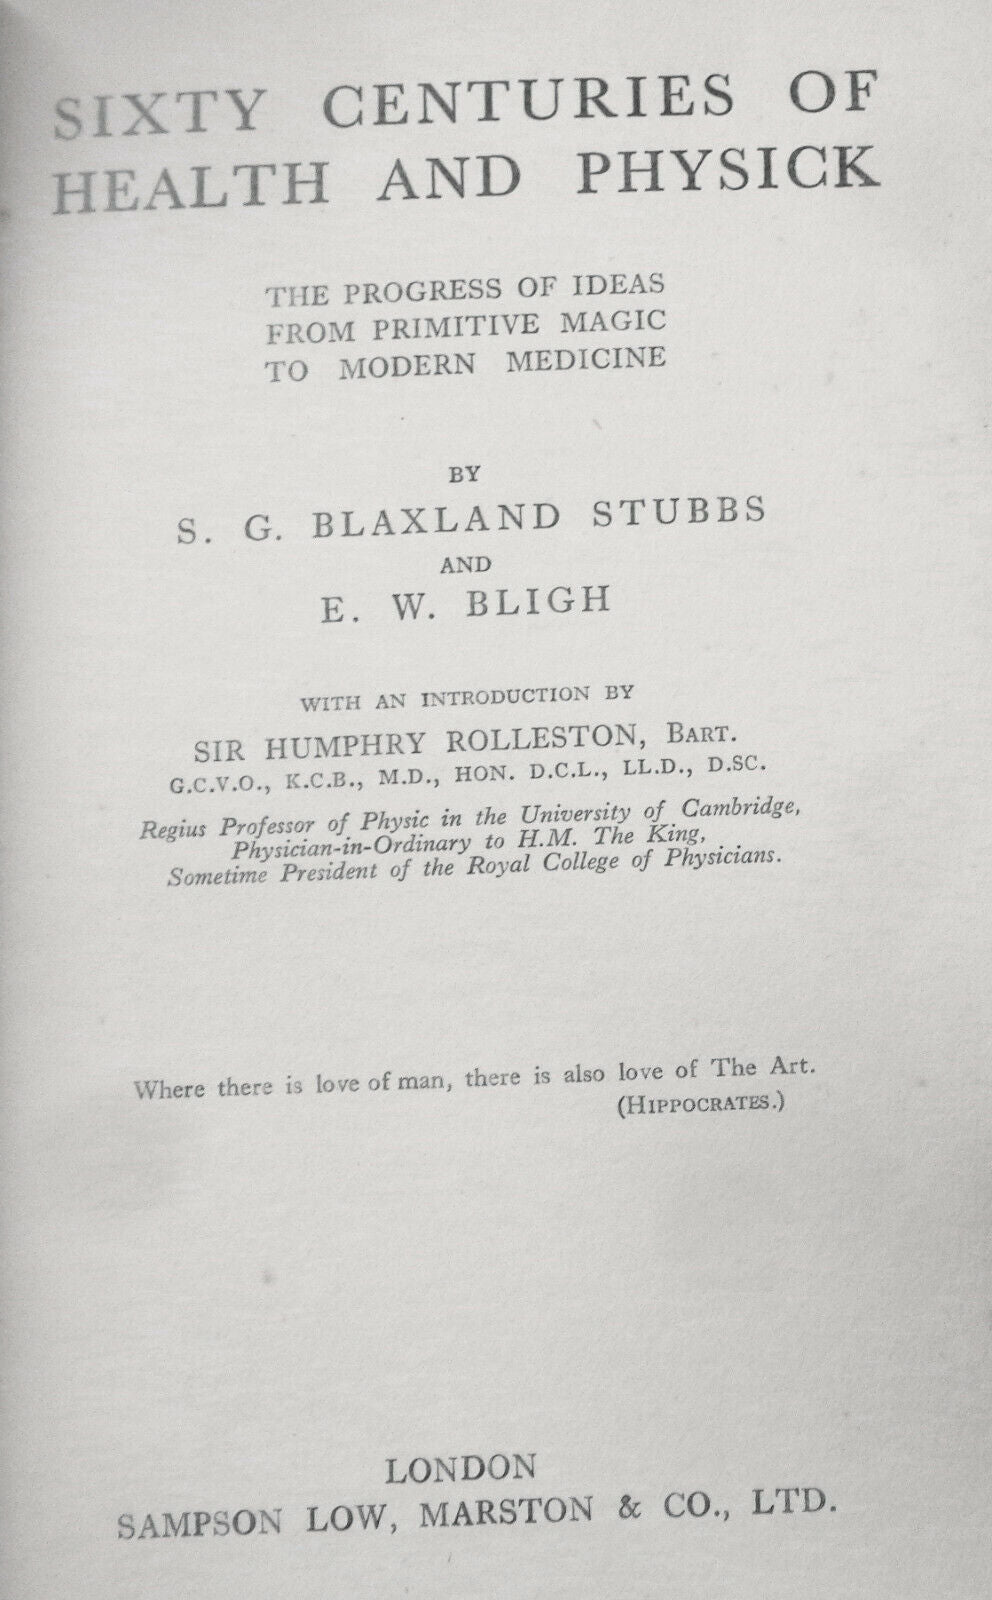 SIXTY CENTURIES OF
HEALTH AND PHYSICK
THE PROGRESS OF IDEAS
FROM PRIMITIVE MAGIC
TO MODERN MEDICINE
BY
S. G. BLAXLAND STUBBS
AND
E. W. BLIGH
WITH AN INTRODUCTION BY
SIR HUMPHRY ROLLESTON, BART.
G.C.V.O., K.C.B., M.D., HON. D.C.L., LL.D., D.SC.
Regius Professor of Physic in the University of Cambridge,
Physician-in-Ordinary to H.M. The King,
Sometime President of the Royal College of Physicians.
Where there is love of man, there is also love of The Art.
(HIPPOCRATES.)
LONDON
SAMPSON LOW, MARSTON & CO., LTD.